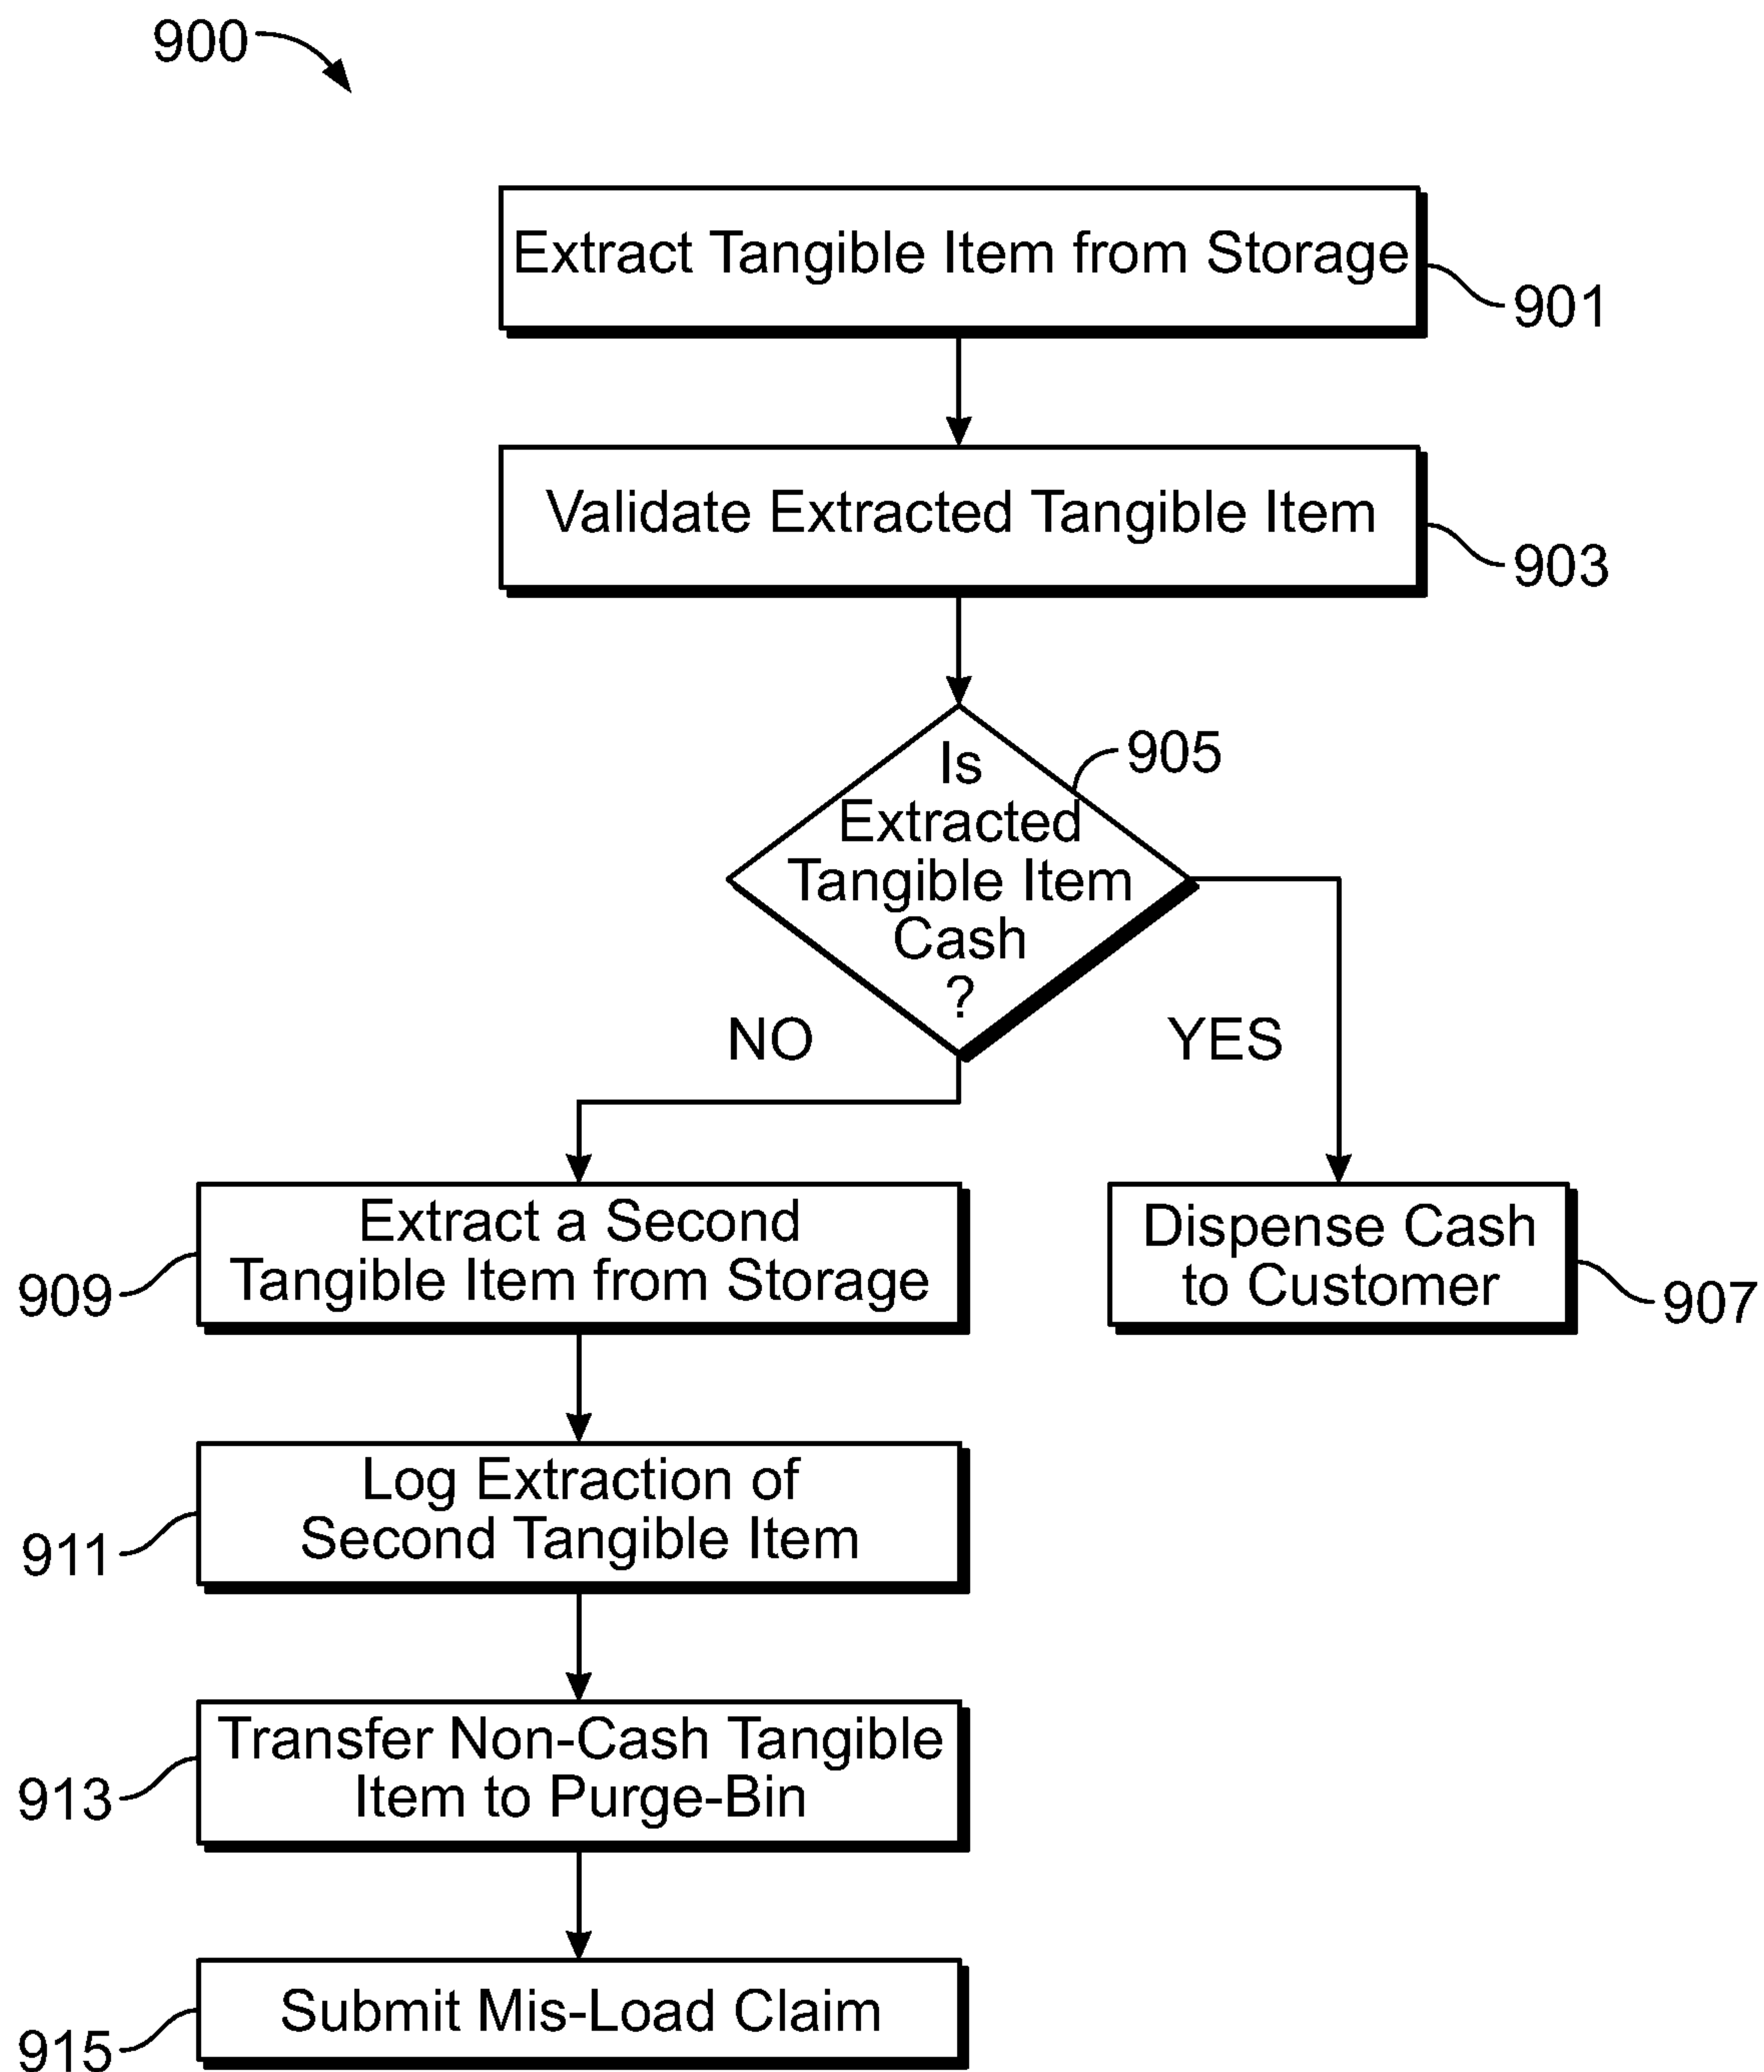 900
Extract Tangible Item from Storage
901
Validate Extracted Tangible Item
903
Is
Extracted
Tangible Item
Cash
?
905
NO
YES
Extract a Second
Tangible Item from Storage
909
Dispense Cash
to Customer
907
Log Extraction of
Second Tangible Item
911
Transfer Non-Cash Tangible
Item to Purge-Bin
913
Submit Mis-Load Claim
915